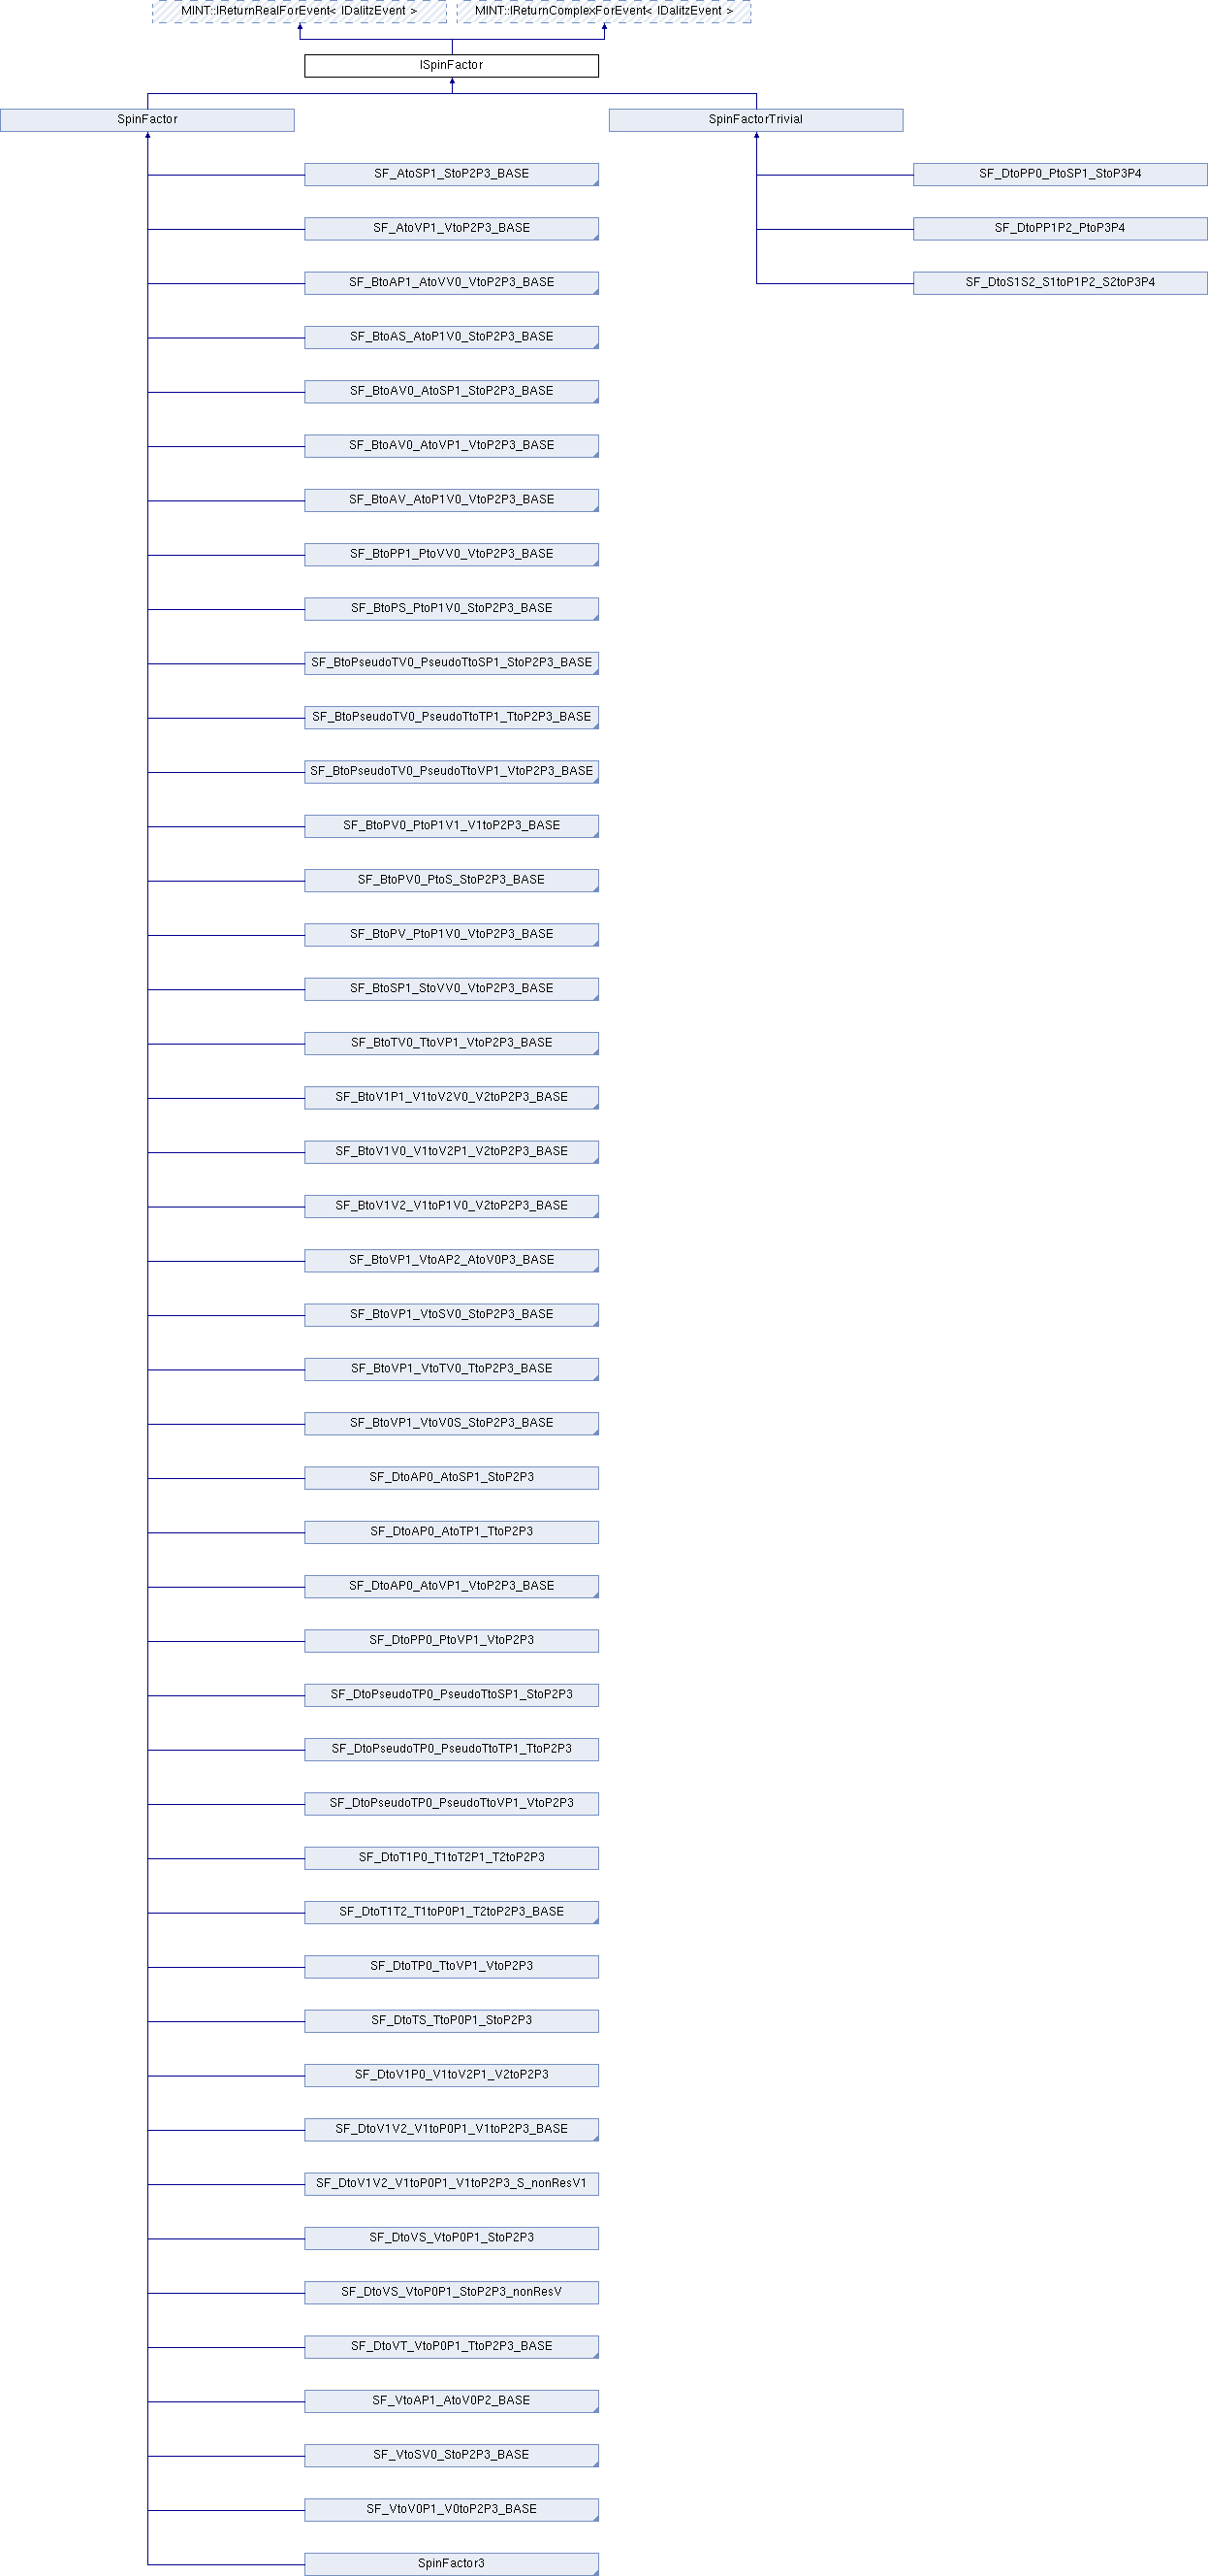 MINT::IReturnRealForEvent< IDalitzEvent >
MINT::IReturnComplexForEvent< IDalitzEvent >
ISpinFactor
SpinFactor
SpinFactorTrivial
SF_AtoSP1_StoP2P3_BASE
SF_DtoPP0_PtoSP1_StoP3P4
SF_AtoVP1_VtoP2P3_BASE
SF_DtoPP1P2_PtoP3P4
SF_BtoAP1_AtoVV0_VtoP2P3_BASE
SF_DtoS1S2_S1toP1P2_S2toP3P4
SF_BtoAS_AtoP1V0_StoP2P3_BASE
SF_BtoAV0_AtoSP1_StoP2P3_BASE
SF_BtoAV0_AtoVP1_VtoP2P3_BASE
SF_BtoAV_AtoP1V0_VtoP2P3_BASE
SF_BtoPP1_PtoVV0_VtoP2P3_BASE
SF_BtoPS_PtoP1V0_StoP2P3_BASE
SF_BtoPseudoTV0_PseudoTtoSP1_StoP2P3_BASE
SF_BtoPseudoTV0_PseudoTtoTP1_TtoP2P3_BASE
SF_BtoPseudoTV0_PseudoTtoVP1_VtoP2P3_BASE
SF_BtoPV0_PtoP1V1_V1toP2P3_BASE
SF_BtoPV0_PtoS_StoP2P3_BASE
SF_BtoPV_PtoP1V0_VtoP2P3_BASE
SF_BtoSP1_StoVV0_VtoP2P3_BASE
SF_BtoTV0_TtoVP1_VtoP2P3_BASE
SF_BtoV1P1_V1toV2V0_V2toP2P3_BASE
SF_BtoV1V0_V1toV2P1_V2toP2P3_BASE
SF_BtoV1V2_V1toP1V0_V2toP2P3_BASE
SF_BtoVP1_VtoAP2_AtoV0P3_BASE
SF_BtoVP1_VtoSV0_StoP2P3_BASE
SF_BtoVP1_VtoTV0_TtoP2P3_BASE
SF_BtoVP1_VtoV0S_StoP2P3_BASE
SF_DtoAP0_AtoSP1_StoP2P3
SF_DtoAP0_AtoTP1_TtoP2P3
SF_DtoAP0_AtoVP1_VtoP2P3_BASE
SF_DtoPP0_PtoVP1_VtoP2P3
SF_DtoPseudoTP0_PseudoTtoSP1_StoP2P3
SF_DtoPseudoTP0_PseudoTtoTP1_TtoP2P3
SF_DtoPseudoTP0_PseudoTtoVP1_VtoP2P3
SF_DtoT1P0_T1toT2P1_T2toP2P3
SF_DtoT1T2_T1toP0P1_T2toP2P3_BASE
SF_DtoTP0_TtoVP1_VtoP2P3
SF_DtoTS_TtoP0P1_StoP2P3
SF_DtoV1P0_V1toV2P1_V2toP2P3
SF_DtoV1V2_V1toP0P1_V1toP2P3_BASE
SF_DtoV1V2_V1toP0P1_V1toP2P3_S_nonResV1
SF_DtoVS_VtoP0P1_StoP2P3
SF_DtoVS_VtoP0P1_StoP2P3_nonResV
SF_DtoVT_VtoP0P1_TtoP2P3_BASE
SF_VtoAP1_AtoV0P2_BASE
SF_VtoSV0_StoP2P3_BASE
SF_VtoV0P1_V0toP2P3_BASE
SpinFactor3